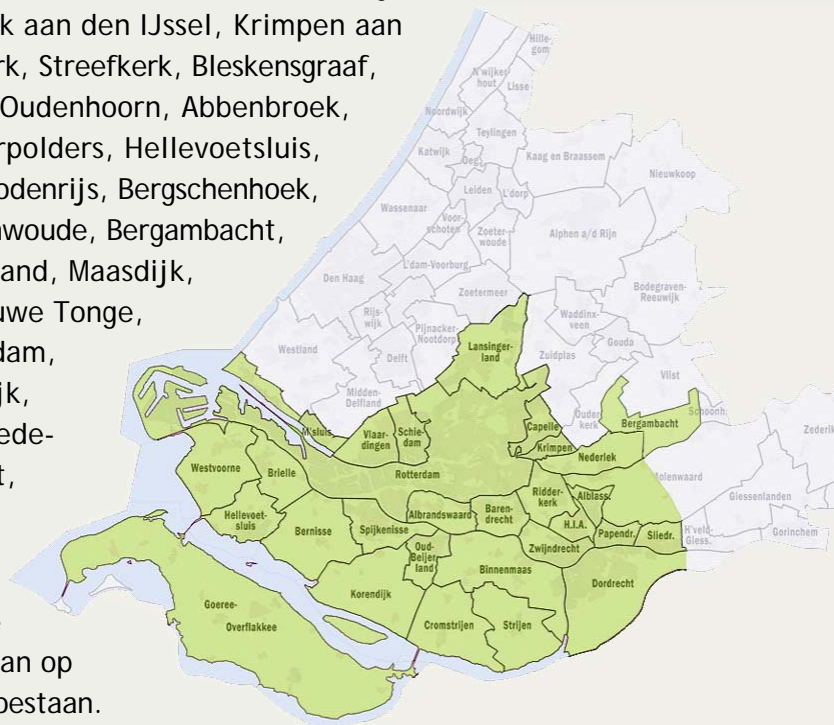 k aan den IJssel, Krimpen aan
rk, Streefkerk, Bleskensgraaf,
Oudenhoorn, Abbenbroek,
rpolders, Hellevoetsluis,
odenrijs, Bergschenhoek,
nwoude, Bergambacht,
and, Maasdijk,
uwe Tonge,
dam,
jk,
ede-
t,
an op
bestaan.
Hille-
gom
N'wijker
hout
Lisse
Noordwijk
Teylingen
Katwijk
Oeg.
Kaag en Braassem
Nieuwkoop
Leiden
L'dorp
Wassenaar
Voor-
schoten
Zoeter-
woude
Alphen a/d Rijn
L'dam-Voorburg
Den Haag
Zoetermeer
Bodegraven-
Reeuwijk
Rijs-
wijk
Pijnacker-
Nootdorp
Waddinx-
veen
Gouda
Lansinger-
land
Zuidplas
Westland
Delft
Vlist
Midden-
Delfland
Ouder
kerk
Schoonh.
Bergambacht
Zederik
M'sluis
Vlaar-
dingen
Schie-
dam
Capelle
Krimpen
Nederlek
Westvoorne
Brielle
Rotterdam
Molenwaard
Giessenlanden
Ridder-
kerk
Alblass.
Hellevoet-
sluis
Albrandswaard
Baren-
drecht
H.I.A.
Bernisse
Spijkenisse
Papendr.
Sliedr.
H'veld-
Giess.
Gorinchem
Oud-
Beijer
land
Zwijndrecht
Binnenmaas
Dordrecht
Korendijk
Goeree-
Overflakkee
Cromstrijen
Strijen